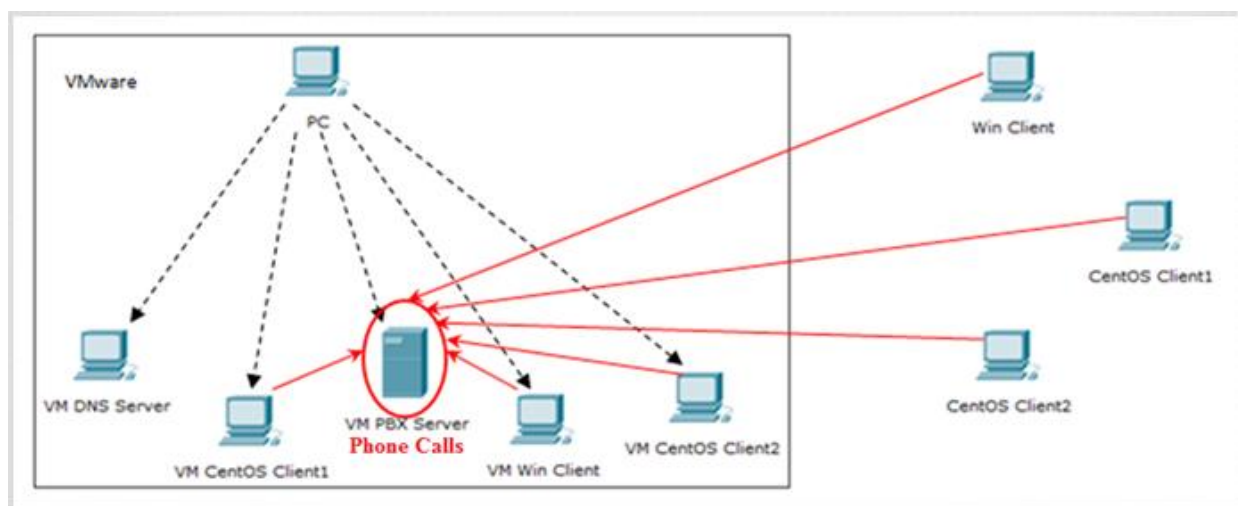 VMware
PC
Win Client
CentOS Client1
VM DNS Server
VM CentOS Client1
VM PBX Server
Phone Calls
VM Win Client
VM CentOS Client2
CentOS Client2